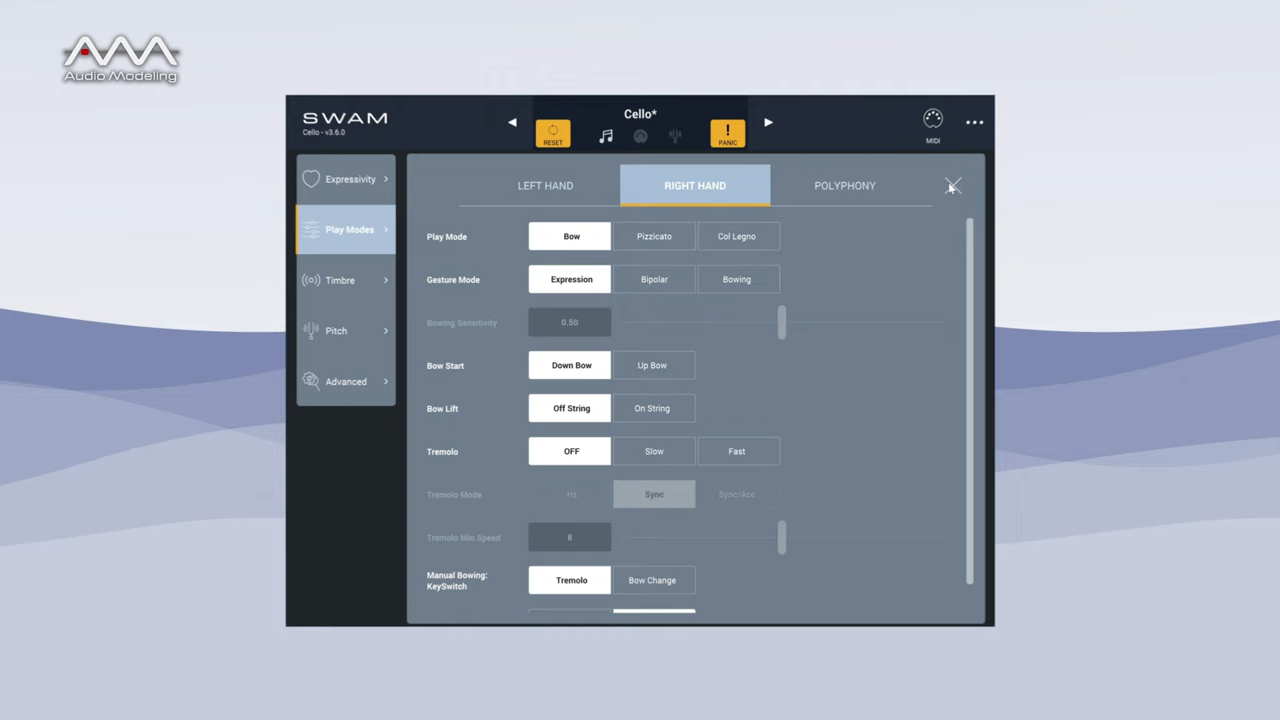 Audio Modeling
SWAM
Cello - v3.6.0
Cello*
RESET
!
PANIC
MIDI
Expressivity
Play Modes
Timbre
Pitch
Advanced
LEFT HAND
RIGHT HAND
POLYPHONY
Play Mode
Bow
Pizzicato
Col Legno
Gesture Mode
Expression
Bipolar
Bowing
Bowing Sensitivity
0.50
Bow Start
Down Bow
Up Bow
Bow Lift
Off String
On String
Tremolo
OFF
Slow
Fast
Tremolo Mode
Hz
Sync
Sync/Acc
Tremolo Min Speed
8
Manual Bowing:
KeySwitch
Tremolo
Bow Change